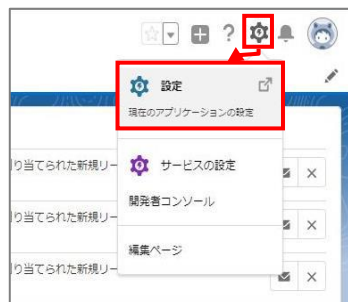 設定
現在のアプリケーションの設定
サービスの設定
り当てられた新規リー
開発者コンソール
り当てられた新規リー
編集ページ
り当てられた新規リー